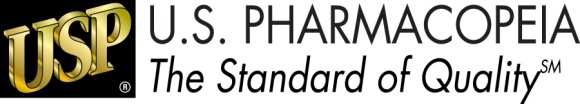 USP®
U.S. PHARMACOPEIA
The Standard of Quality℠